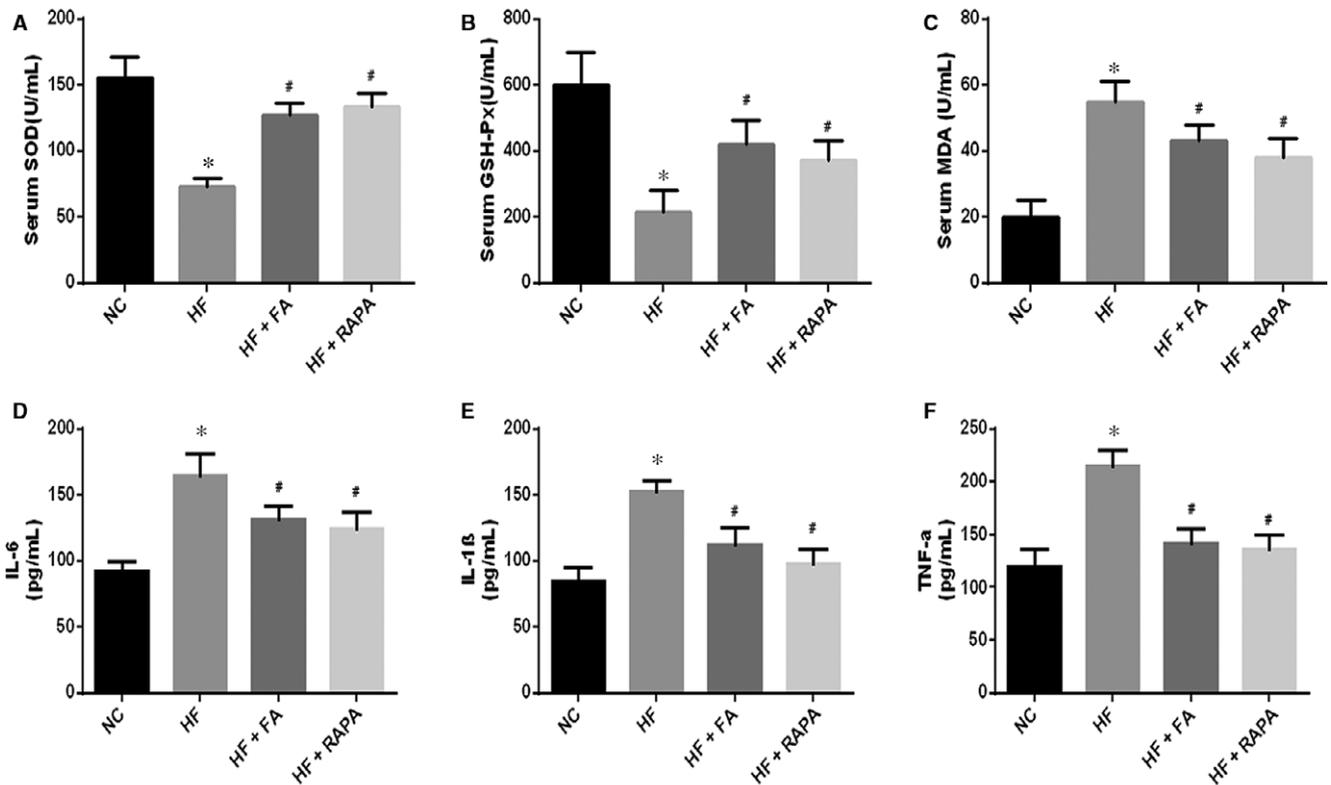 A
Serum SOD(U/mL)
200
150
100
50
0
*
#
#
NC
HF
HF + FA
HF + RAPA
B
Serum GSH-Px(U/mL)
800
600
400
200
0
*
#
#
NC
HF
HF + FA
HF + RAPA
C
Serum MDA (U/mL)
80
60
40
20
0
*
#
#
NC
HF
HF + FA
HF + RAPA
D
IL-6
(pg/mL)
200
150
100
50
0
*
#
#
NC
HF
HF + FA
HF + RAPA
E
IL-1ß
(pg/mL)
200
150
100
50
0
*
#
#
NC
HF
HF + FA
HF + RAPA
F
TNF-a
(pg/mL)
250
200
150
100
50
0
*
#
#
NC
HF
HF + FA
HF + RAPA